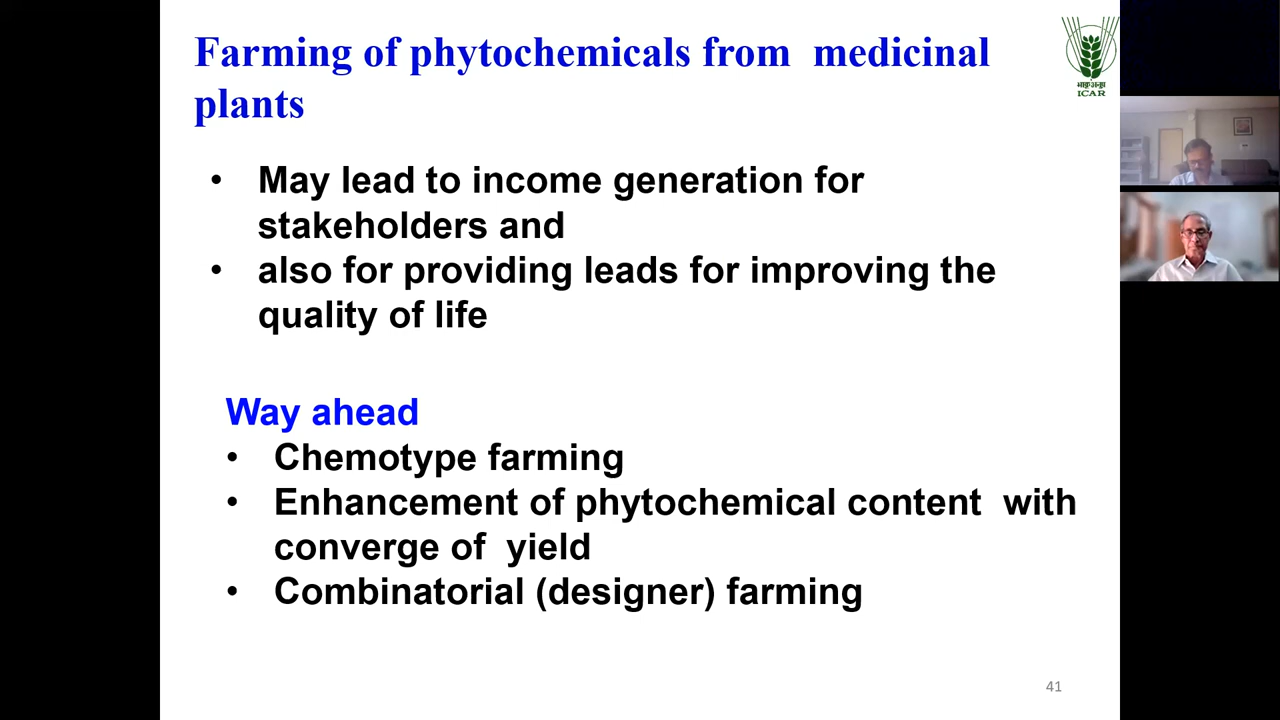 Farming of phytochemicals from medicinal
plants
भाकृअनुप
ICAR
• May lead to income generation for
stakeholders and
• also for providing leads for improving the
quality of life
Way ahead
• Chemotype farming
• Enhancement of phytochemical content with
converge of yield
• Combinatorial (designer) farming
41